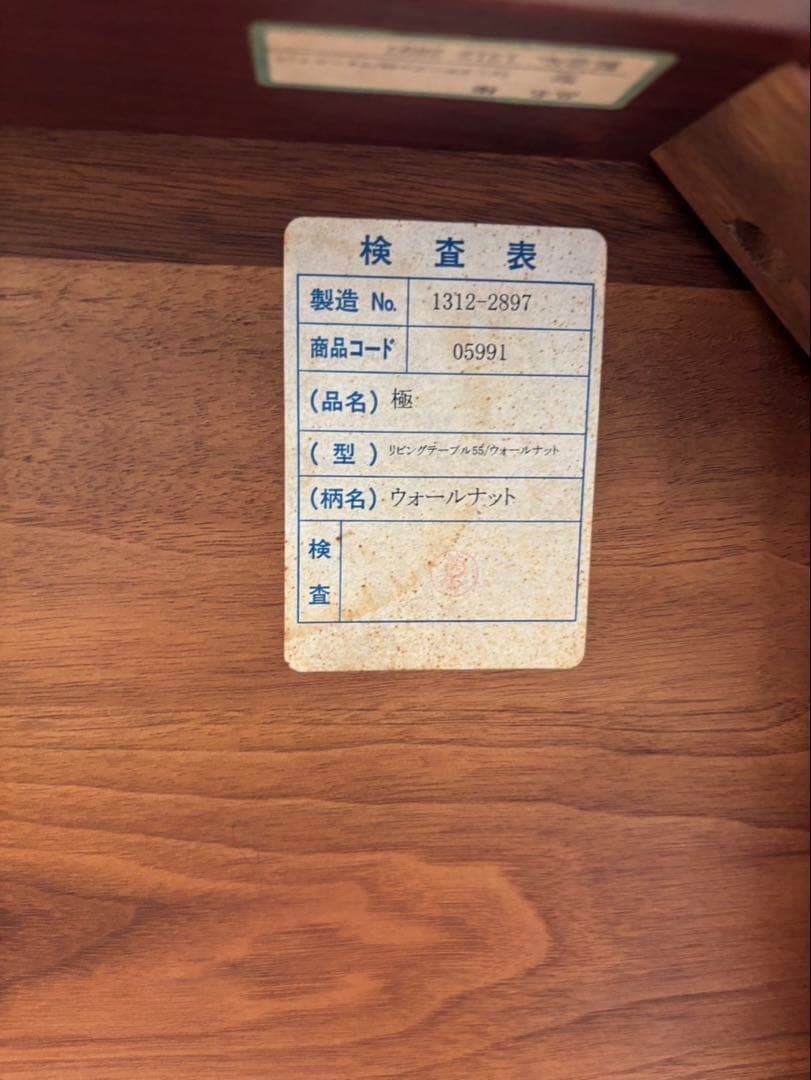 検査表
製造 No. 1312-2897
商品コード 05991
(品名) 極
(型) リビングテーブル55/ウォールナット
(柄名) ウォールナット
検査